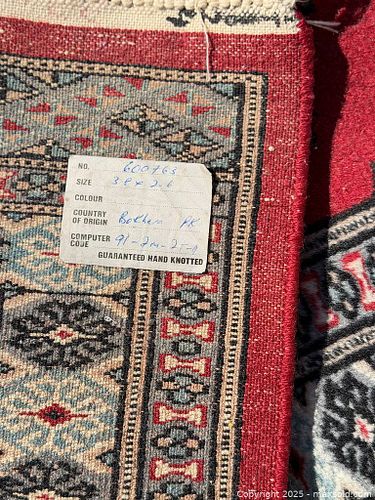 NO. 60076s
SIZE 3.8 x 2.6
COLOUR
COUNTRY
OF ORIGIN Bokhara PK
COMPUTER
CODE 91-2m-25-1
GUARANTEED HAND KNOTTED
Copyright 2025 - maxsold.com